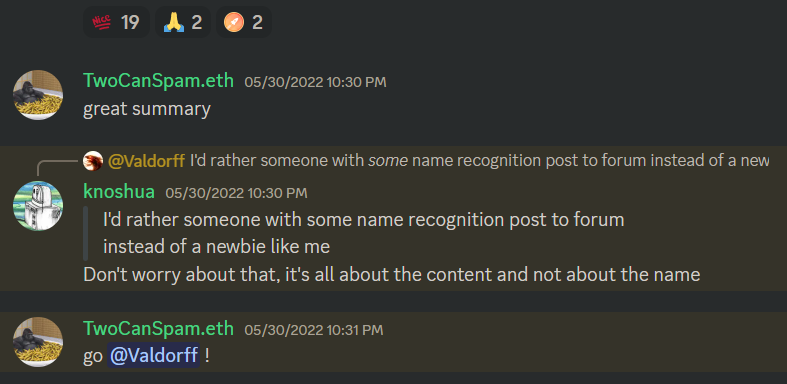 Nice 19 2 2
TwoCanSpam.eth 05/30/2022 10:30 PM
great summary
@Valdorff I'd rather someone with some name recognition post to forum instead of a new
knoshua 05/30/2022 10:30 PM
I'd rather someone with some name recognition post to forum
instead of a newbie like me
Don't worry about that, it's all about the content and not about the name
TwoCanSpam.eth 05/30/2022 10:31 PM
go @Valdorff !